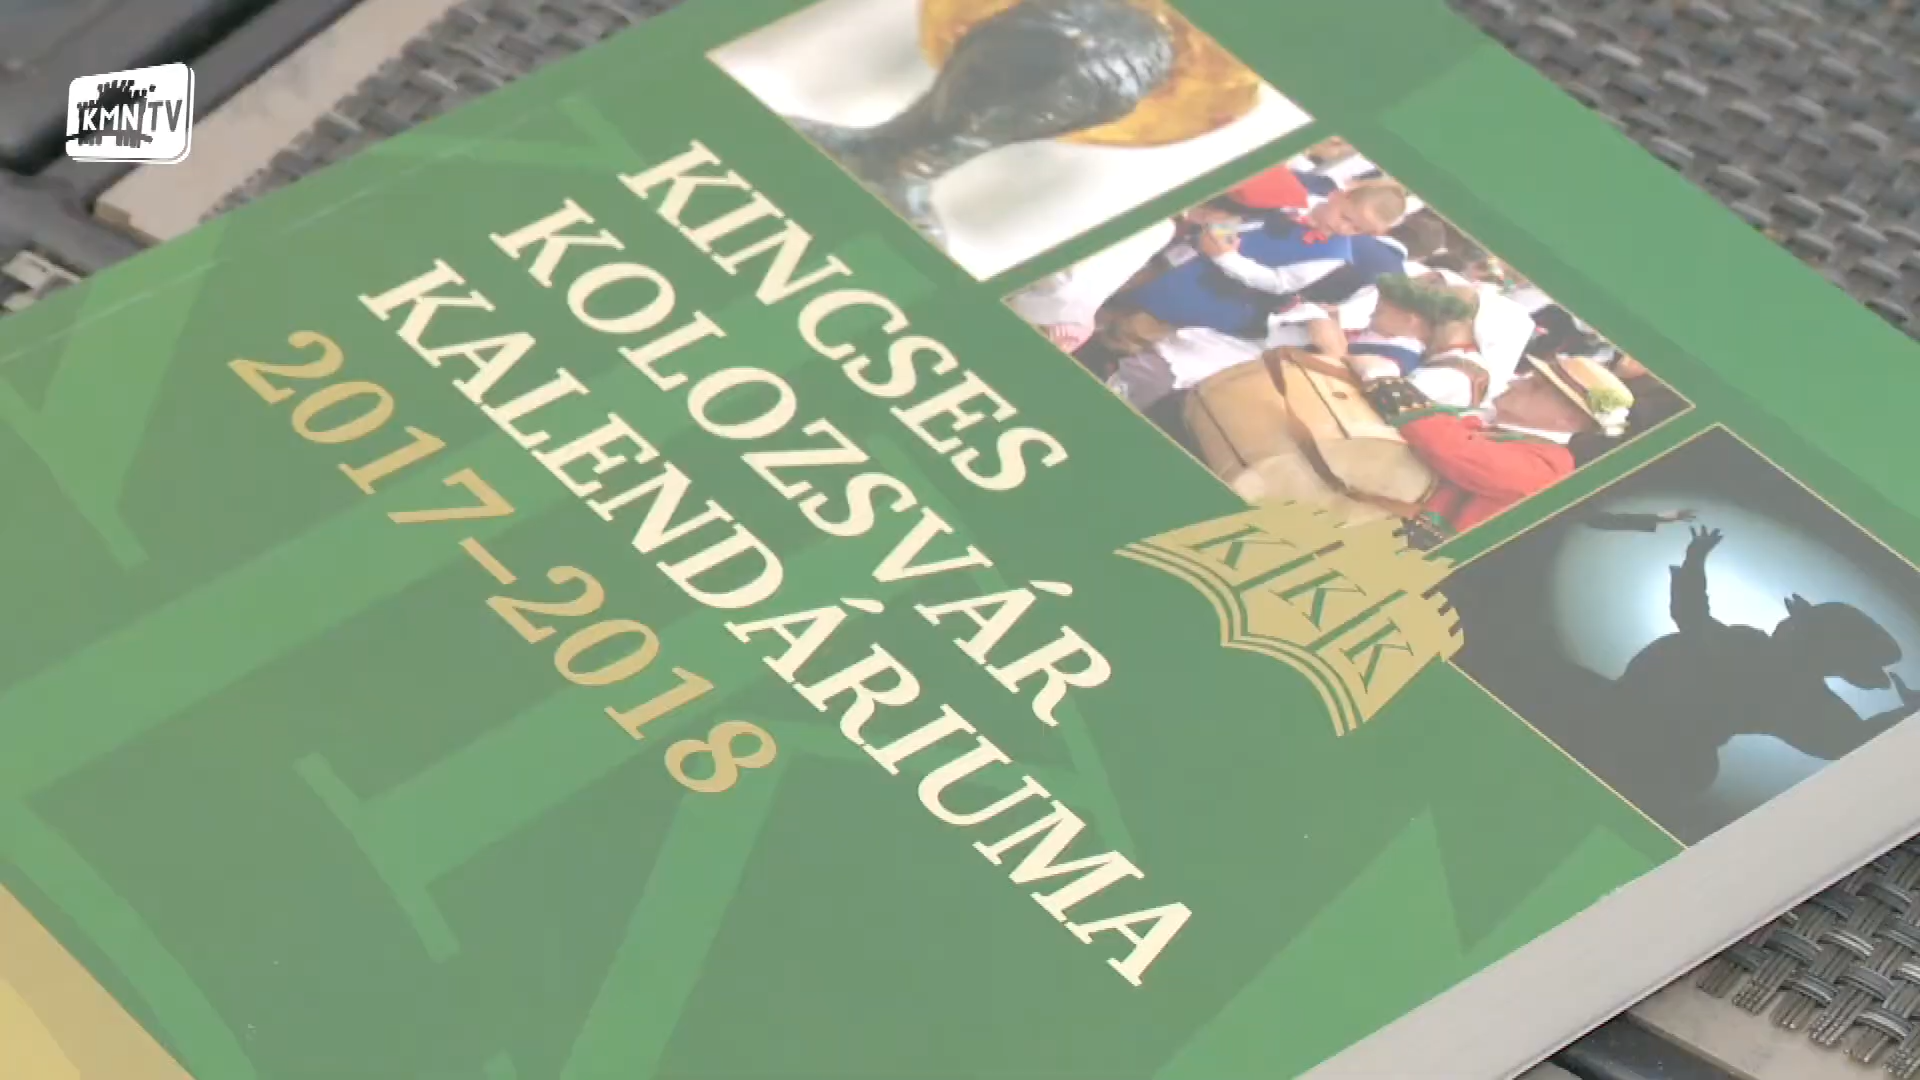 KMN TV
KINCSES
KOLOZSVÁR
KALENDÁRIUMA
2017–2018
KKK